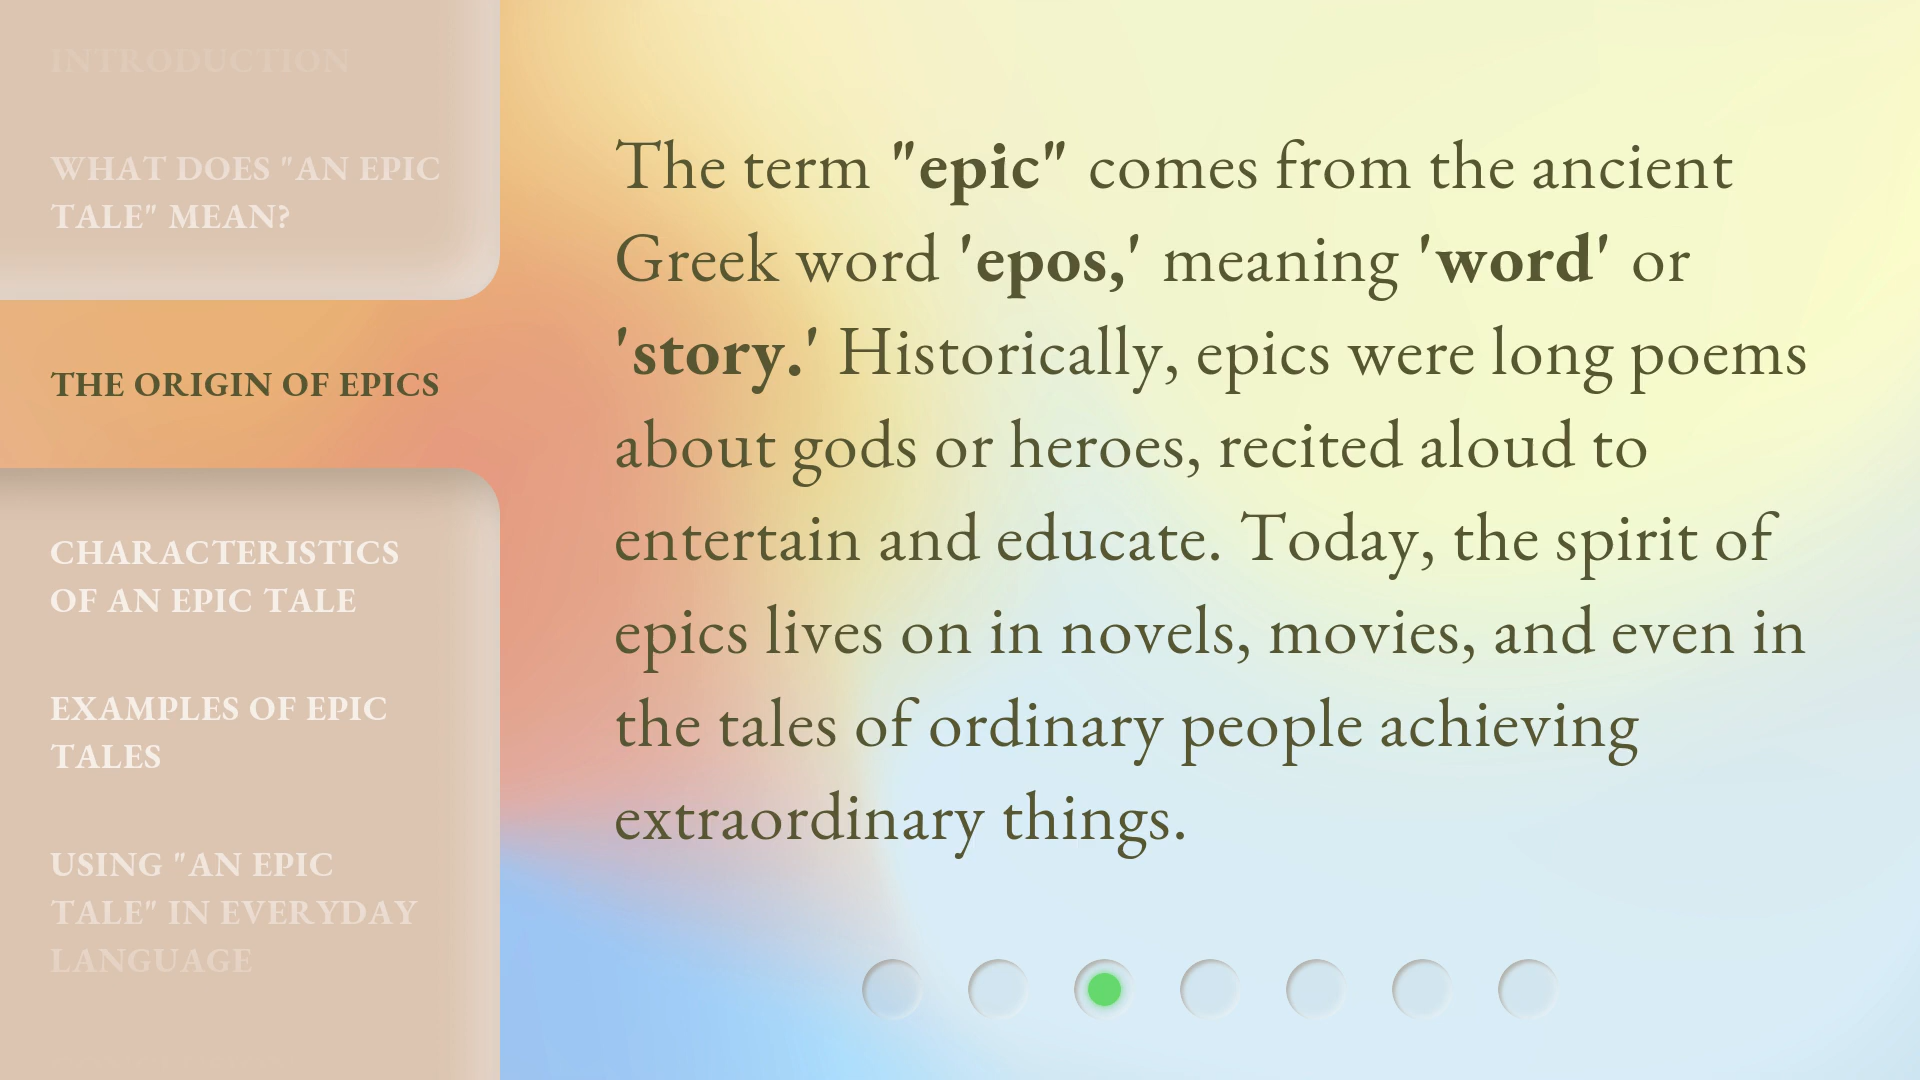 INTRODUCTION
WHAT DOES "AN EPIC
TALE" MEAN?
THE ORIGIN OF EPICS
CHARACTERISTICS
OF AN EPIC TALE
EXAMPLES OF EPIC
TALES
USING "AN EPIC
TALE" IN EVERYDAY
LANGUAGE
The term "epic" comes from the ancient
Greek word 'epos,' meaning 'word' or
'story.' Historically, epics were long poems
about gods or heroes, recited aloud to
entertain and educate. Today, the spirit of
epics lives on in novels, movies, and even in
the tales of ordinary people achieving
extraordinary things.